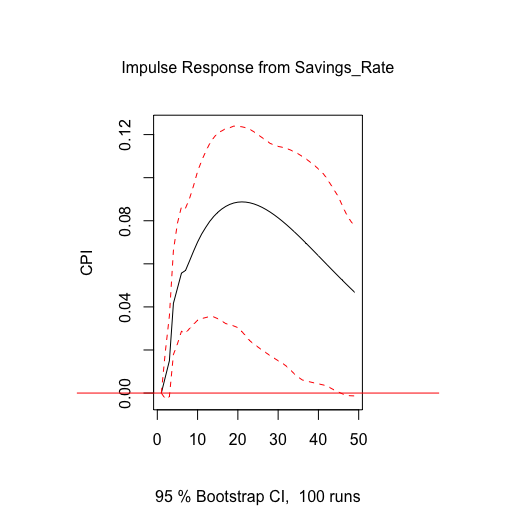 Impulse Response from Savings_Rate
CPI
0.12
0.08
0.04
0.00
0 10 20 30 40 50
95 % Bootstrap CI,  100 runs